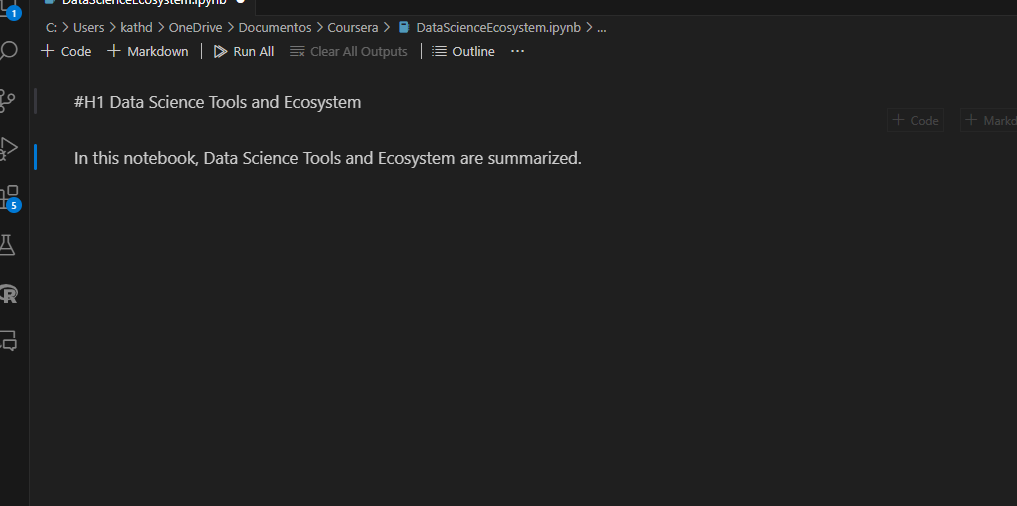 DataScienceEcosystem.ipynb
1
C: > Users > kathd > OneDrive > Documentos > Coursera > DataScienceEcosystem.ipynb > ...
+ Code + Markdown Run All Clear All Outputs Outline ...
#H1 Data Science Tools and Ecosystem
+ Code + Markd
In this notebook, Data Science Tools and Ecosystem are summarized.
5
R